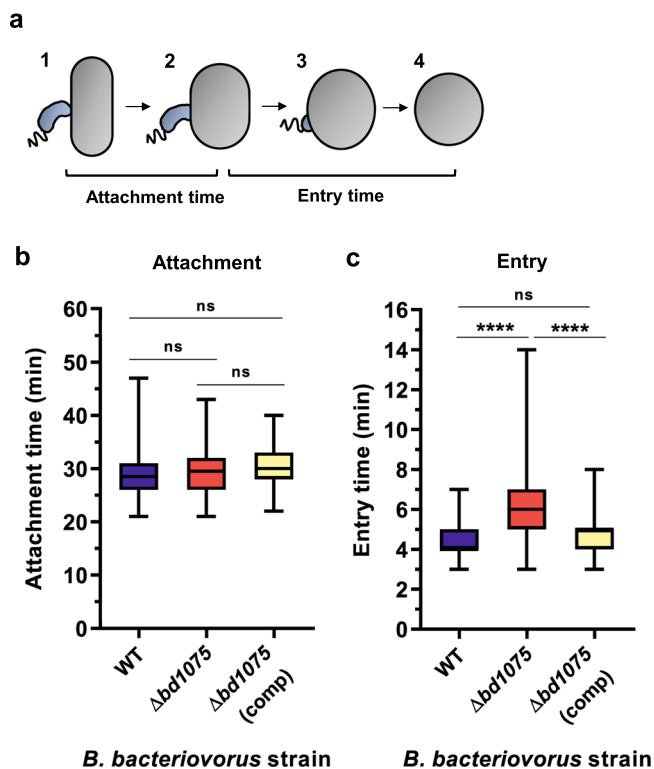 a
1 2 3 4
Attachment time Entry time
b Attachment
c Entry
Attachment time (min)
60
50
40
30
20
10
0
ns
ns
ns
WT
Δbd1075
Δbd1075
(comp)
B. bacteriovorus strain
Entry time (min)
16
14
12
10
8
6
4
2
0
ns
**** ****
WT
Δbd1075
Δbd1075
(comp)
B. bacteriovorus strain